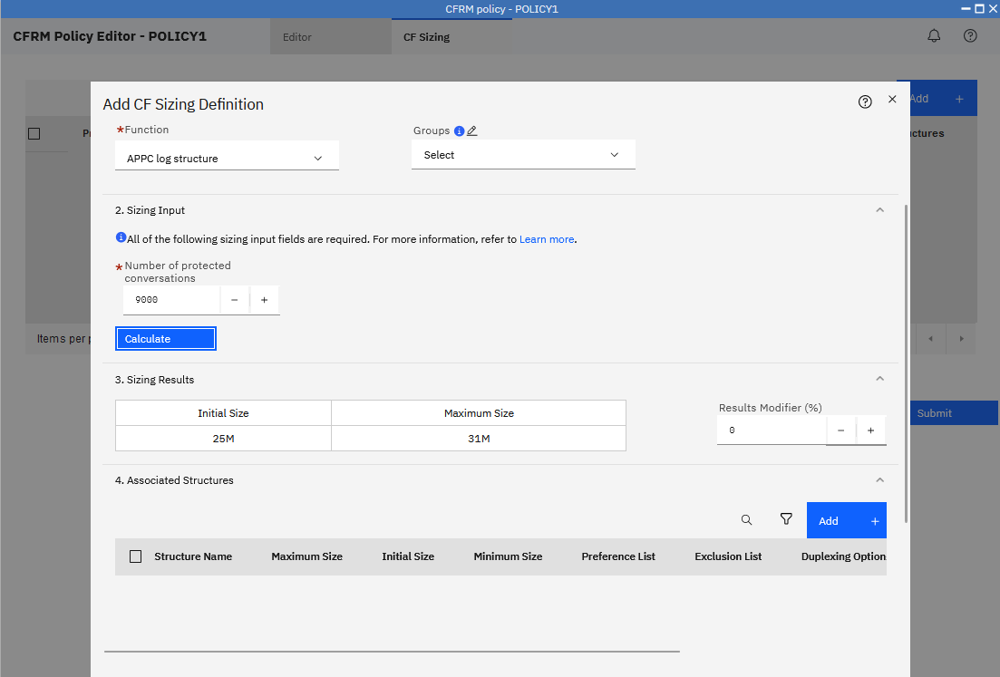 CFRM policy - POLICY1
CFRM Policy Editor - POLICY1
Editor
CF Sizing
Add CF Sizing Definition
Add +
*Function
Groups
APPC log structure
Select
2. Sizing Input
All of the following sizing input fields are required. For more information, refer to Learn more.
* Number of protected
conversations
9000
Calculate
Items per
3. Sizing Results
Initial Size
Maximum Size
25M
31M
Results Modifier (%)
0
Submit
4. Associated Structures
Add +
Structure Name
Maximum Size
Initial Size
Minimum Size
Preference List
Exclusion List
Duplexing Option